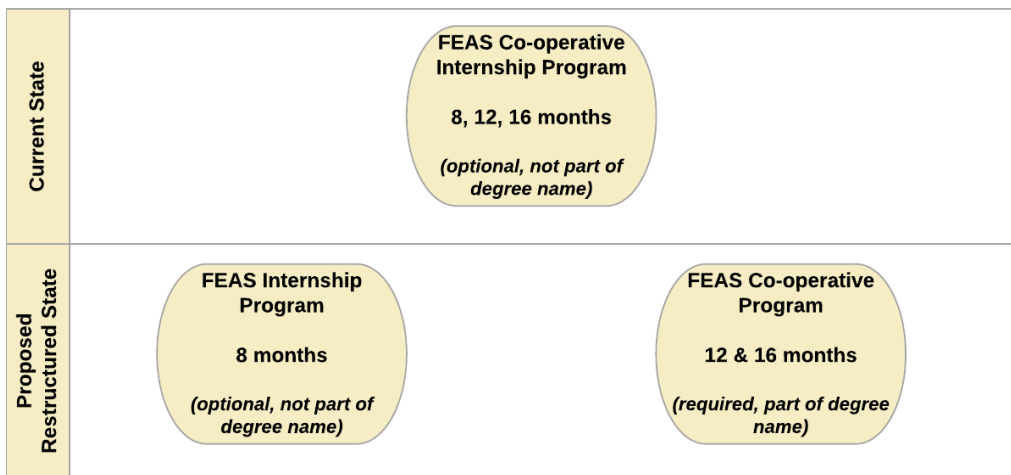 Current State
FEAS Co-operative
Internship Program
8, 12, 16 months
(optional, not part of
degree name)
Proposed
Restructured State
FEAS Internship
Program
8 months
(optional, not part of
degree name)
FEAS Co-operative
Program
12 & 16 months
(required, part of degree
name)